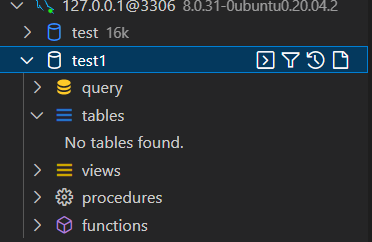 127.0.0.1@3306 8.0.31-0ubuntu0.20.04.2
test 16k
test1
query
tables
No tables found.
views
procedures
functions